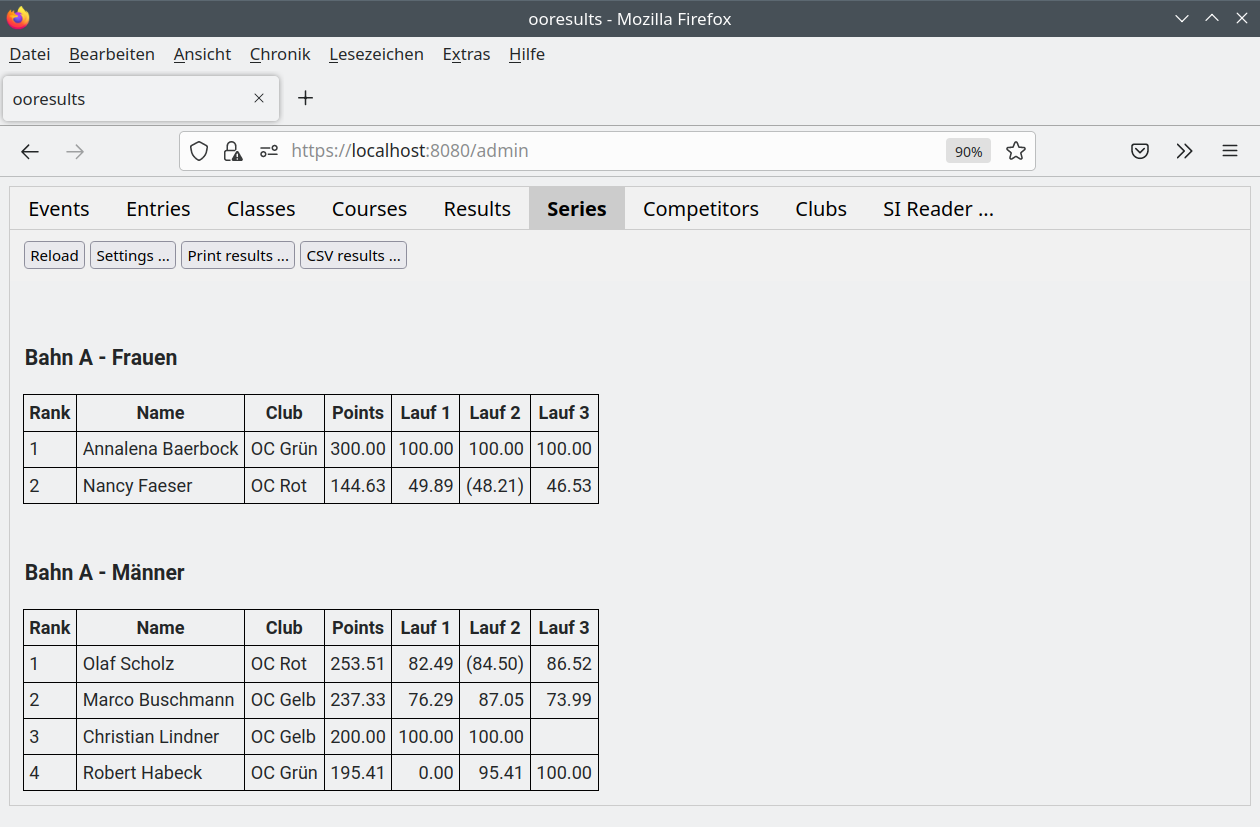 ooresults - Mozilla Firefox
Datei Bearbeiten Ansicht Chronik Lesezeichen Extras Hilfe
ooresults
https://localhost:8080/admin 90%
Events Entries Classes Courses Results Series Competitors Clubs SI Reader ...
Reload Settings ... Print results ... CSV results ...
Bahn A - Frauen
Rank Name Club Points Lauf 1 Lauf 2 Lauf 3
1 Annalena Baerbock OC Grün 300.00 100.00 100.00 100.00
2 Nancy Faeser OC Rot 144.63 49.89 (48.21) 46.53
Bahn A - Männer
Rank Name Club Points Lauf 1 Lauf 2 Lauf 3
1 Olaf Scholz OC Rot 253.51 82.49 (84.50) 86.52
2 Marco Buschmann OC Gelb 237.33 76.29 87.05 73.99
3 Christian Lindner OC Gelb 200.00 100.00 100.00
4 Robert Habeck OC Grün 195.41 0.00 95.41 100.00